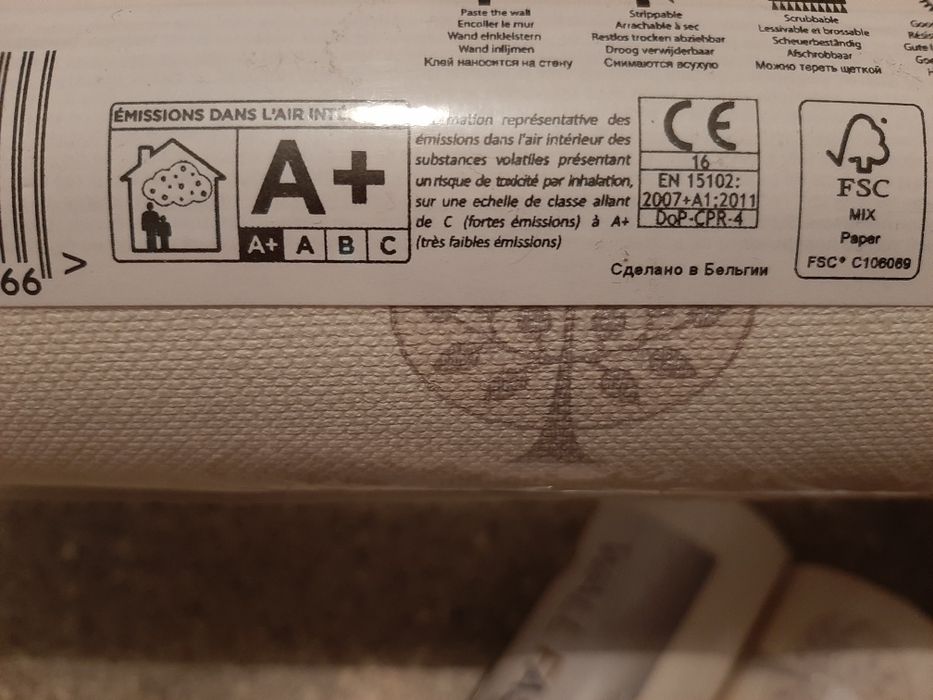 Paste the wall
Encoller le mur
Wand einkleistern
Wand inlijmen
Клей наносится на стену
Strippable
Arrachable à sec
Restlos trocken abziehbar
Droog verwijderbaar
Снимаются всухую
Scrubbable
Lessivable et brossable
Scheuerbeständig
Afschrobbaar
Можно тереть щеткой
66 >
ÉMISSIONS DANS L'AIR
A+
A+ A B C
représentative des
émissions dans l'air intérieur des
substances volatiles présentant
un risque de toxicité par inhalation,
sur une echelle de classe allant
de C (fortes émissions) à A+
(très faibles émissions)
CE
16
EN 15102:
2007+A1:2011
DoP-CPR-4
Сделано в Бельгии
FSC
MIX
Paper
FSC® C106069